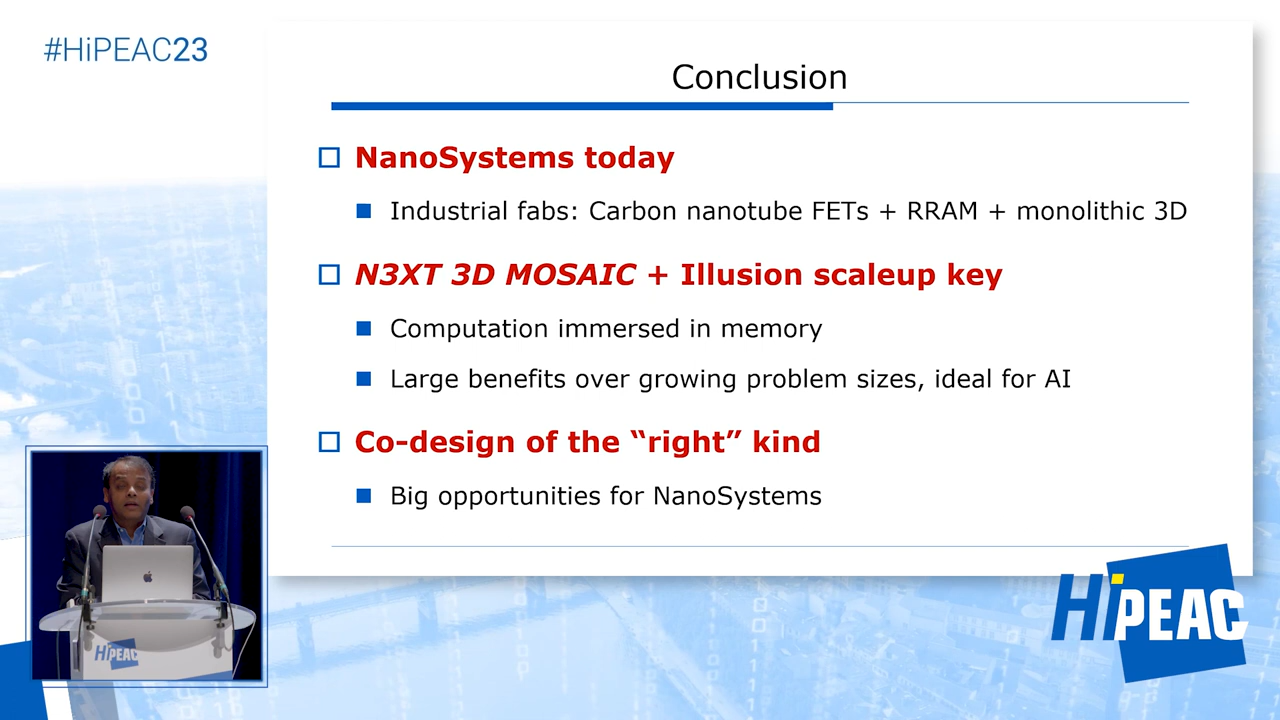 #HiPEAC23
Conclusion
NanoSystems today
Industrial fabs: Carbon nanotube FETs + RRAM + monolithic 3D
N3XT 3D MOSAIC + Illusion scaleup key
Computation immersed in memory
Large benefits over growing problem sizes, ideal for AI
Co-design of the “right” kind
Big opportunities for NanoSystems
HiPEAC
HiPEAC